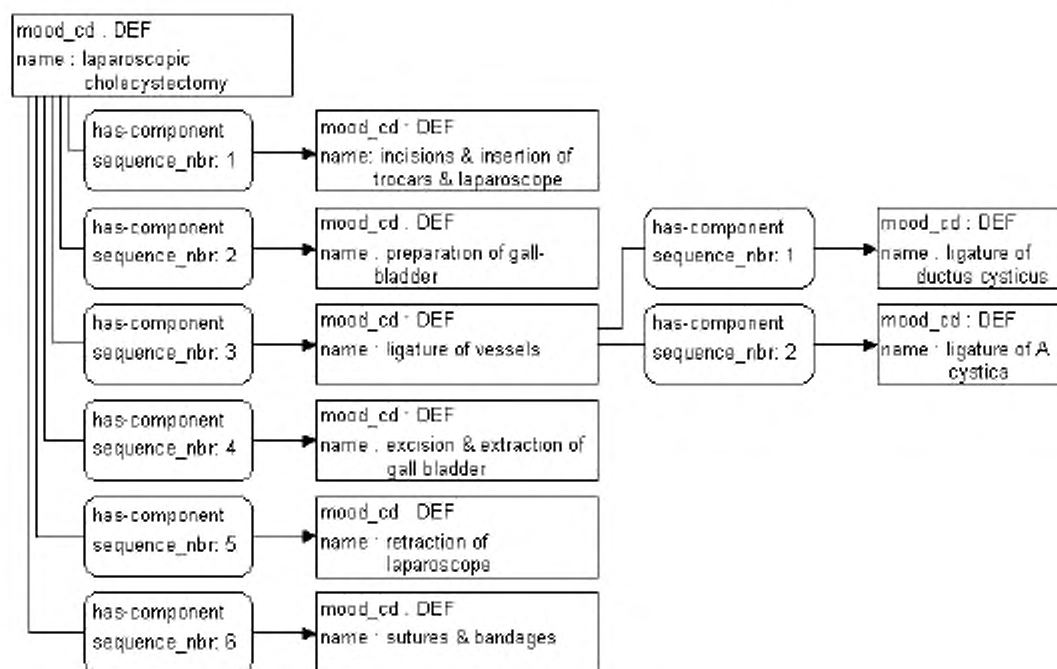 mood_cd . DEF
name : laparoscopic
cholecystectomy
has-component
sequence_nbr: 1
mood_cd : DEF
name: incisions & insertion of
trocars & laparoscope
has-component
sequence_nbr: 2
mood_cd . DEF
name . preparation of gall-
bladder
has-component
sequence_nbr: 1
mood_cd : DEF
name . ligature of
ductus cysticus
has-component
sequence_nbr: 3
mood_cd : DEF
name : ligature of vessels
has-component
sequence_nbr: 2
mood_cd : DEF
name : ligature of A
cystica
has-component
sequence_nbr: 4
mood_cd : DEF
name . excision & extraction of
gall bladder
has-component
sequence_nbr: 5
mood_cd DEF
name : retraction of
laparoscope
has-component
sequence_nbr: 6
mood_cd . DEF
name : sutures & bandages